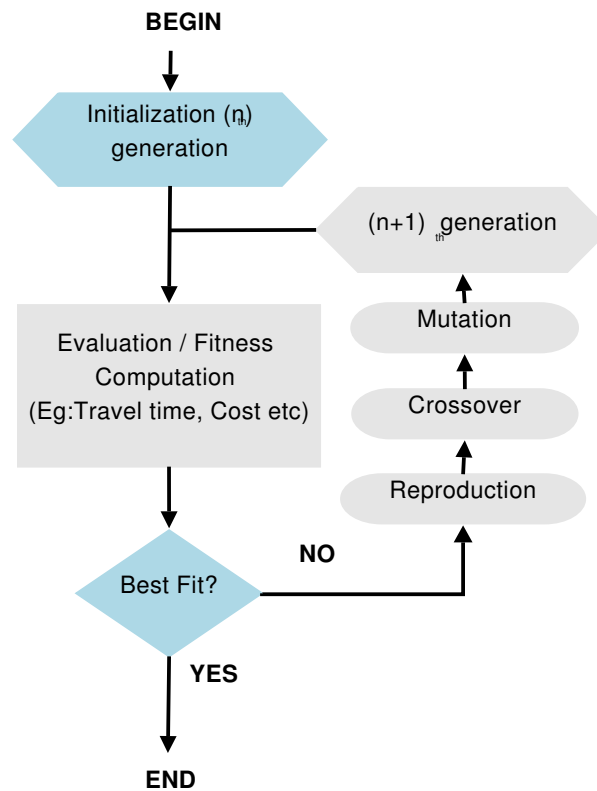 BEGIN
Initialization (nth)
generation
(n+1) th generation
Mutation
Evaluation / Fitness
Computation
(Eg:Travel time, Cost etc)
Crossover
Reproduction
NO
Best Fit?
YES
END